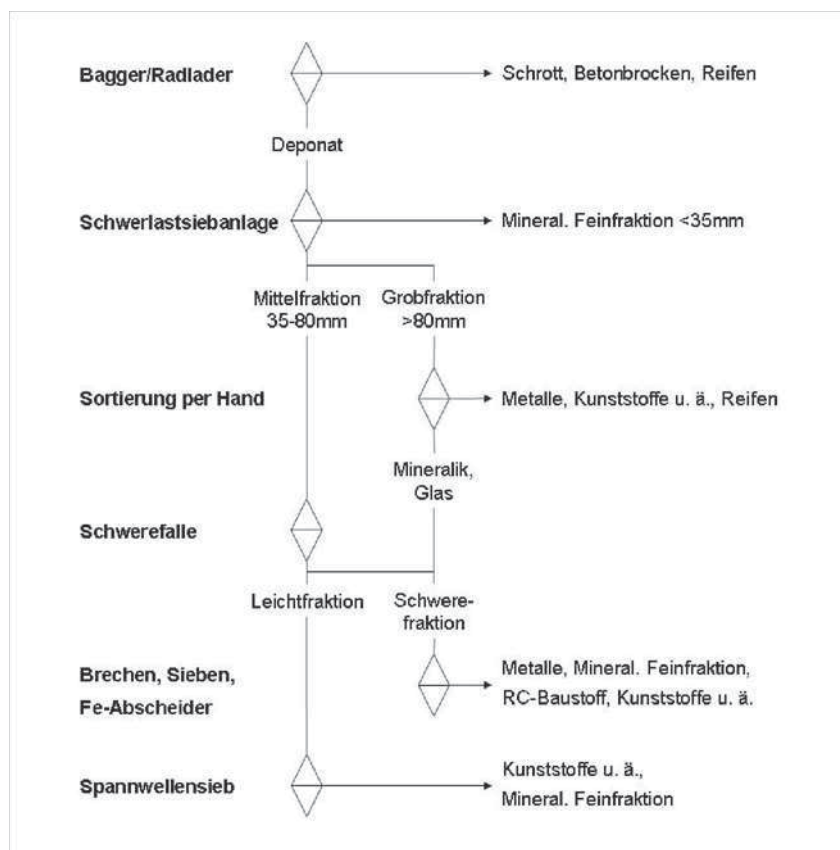 Bagger/Radlader
Schrott, Betonbrocken, Reifen
Deponat
Schwerlastsiebanlage
Mineral. Feinfraktion <35mm
Mittelfraktion
35-80mm
Grobfraktion
>80mm
Sortierung per Hand
Metalle, Kunststoffe u. ä., Reifen
Mineralik,
Glas
Schwerefalle
Leichtfraktion
Schwere-
fraktion
Brechen, Sieben,
Fe-Abscheider
Metalle, Mineral. Feinfraktion,
RC-Baustoff, Kunststoffe u. ä.
Spannwellensieb
Kunststoffe u. ä.,
Mineral. Feinfraktion